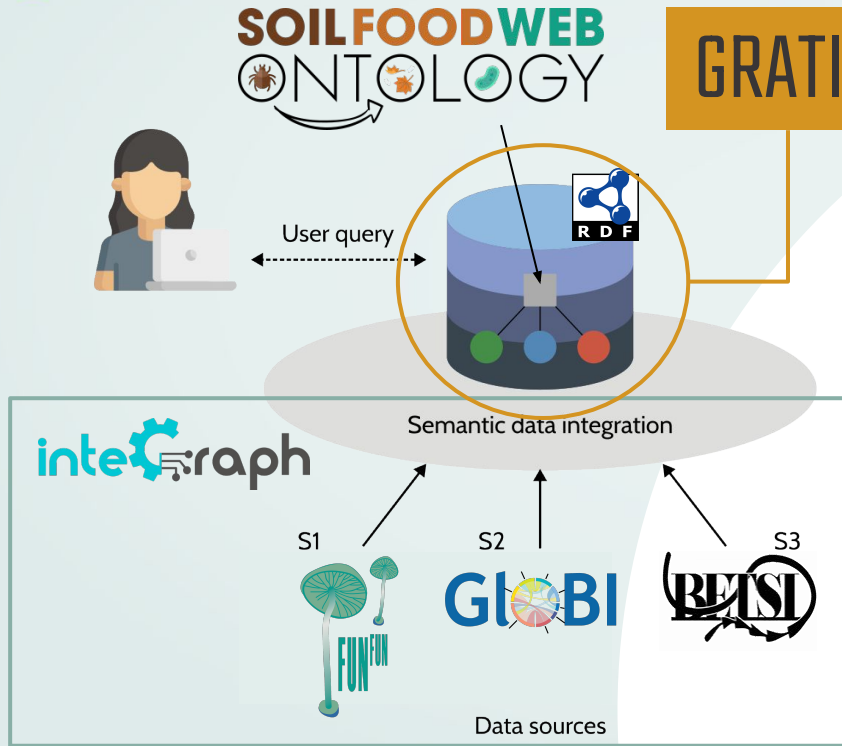 SOILFOODWEB
ONTOLOGY
GRATI
RDF
User query
Semantic data integration
inteGraph
S1
S2
S3
FUN FUN
GloBI
BETSI
Data sources